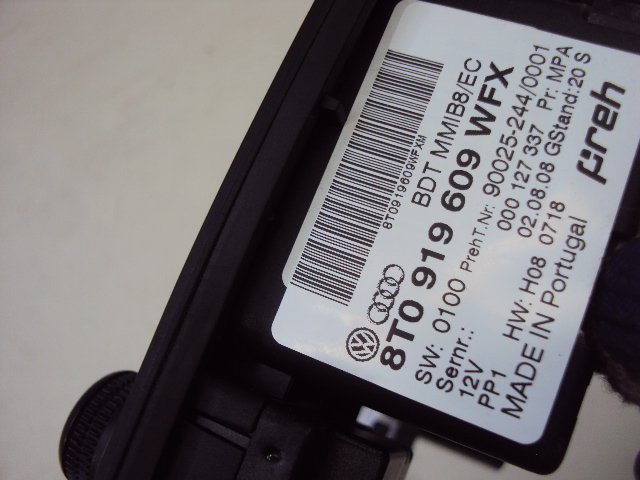 8T0919609WFXM
BDT MMIB8/EC
8T0 919 609 WFX
SW: 0100 PrehT.Nr: 90025-244/0001
Sernr.: 000 127 337 Pr: MPA
12V 02.08.08 GStand: 20 S
PP1 HW: H08 0718
MADE IN Portugal
preh